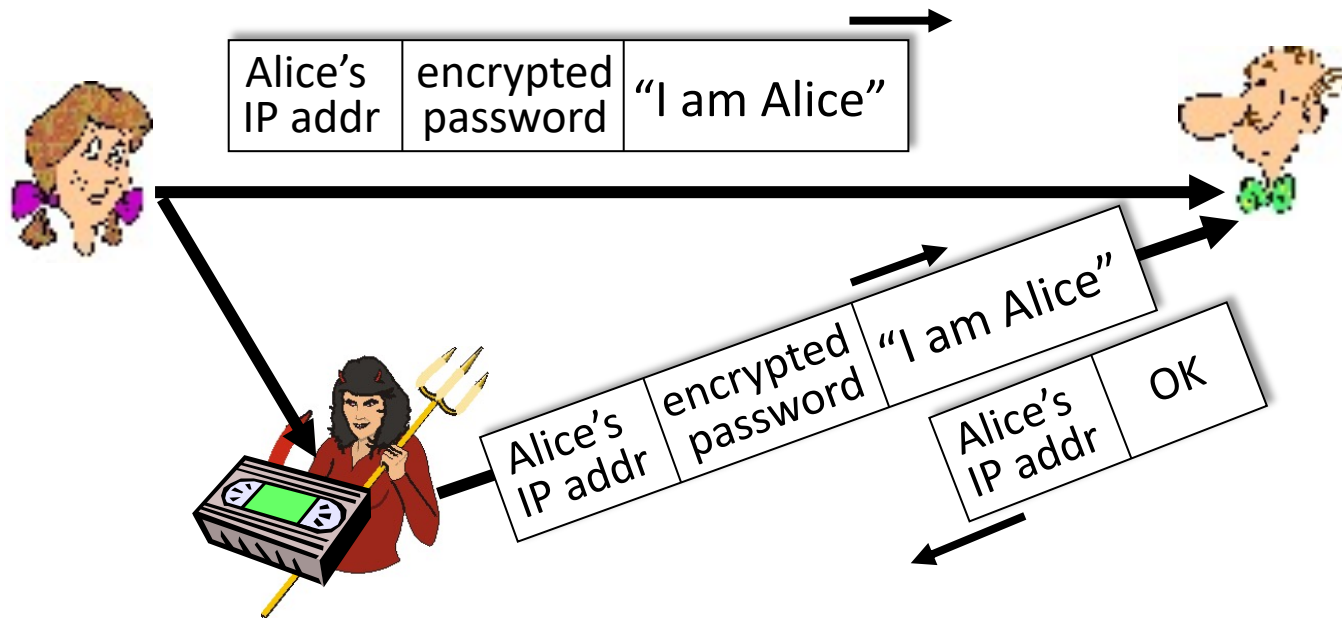 Alice’s
IP addr
encrypted
password
“I am Alice”
Alice’s
IP addr
encrypted
password
“I am Alice”
Alice’s
IP addr
OK